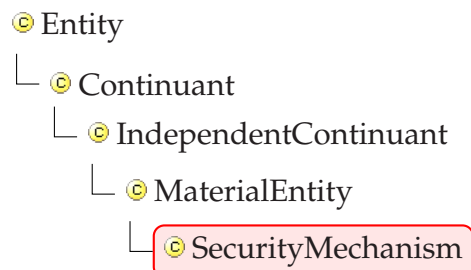 Entity
Continuant
IndependentContinuant
MaterialEntity
SecurityMechanism